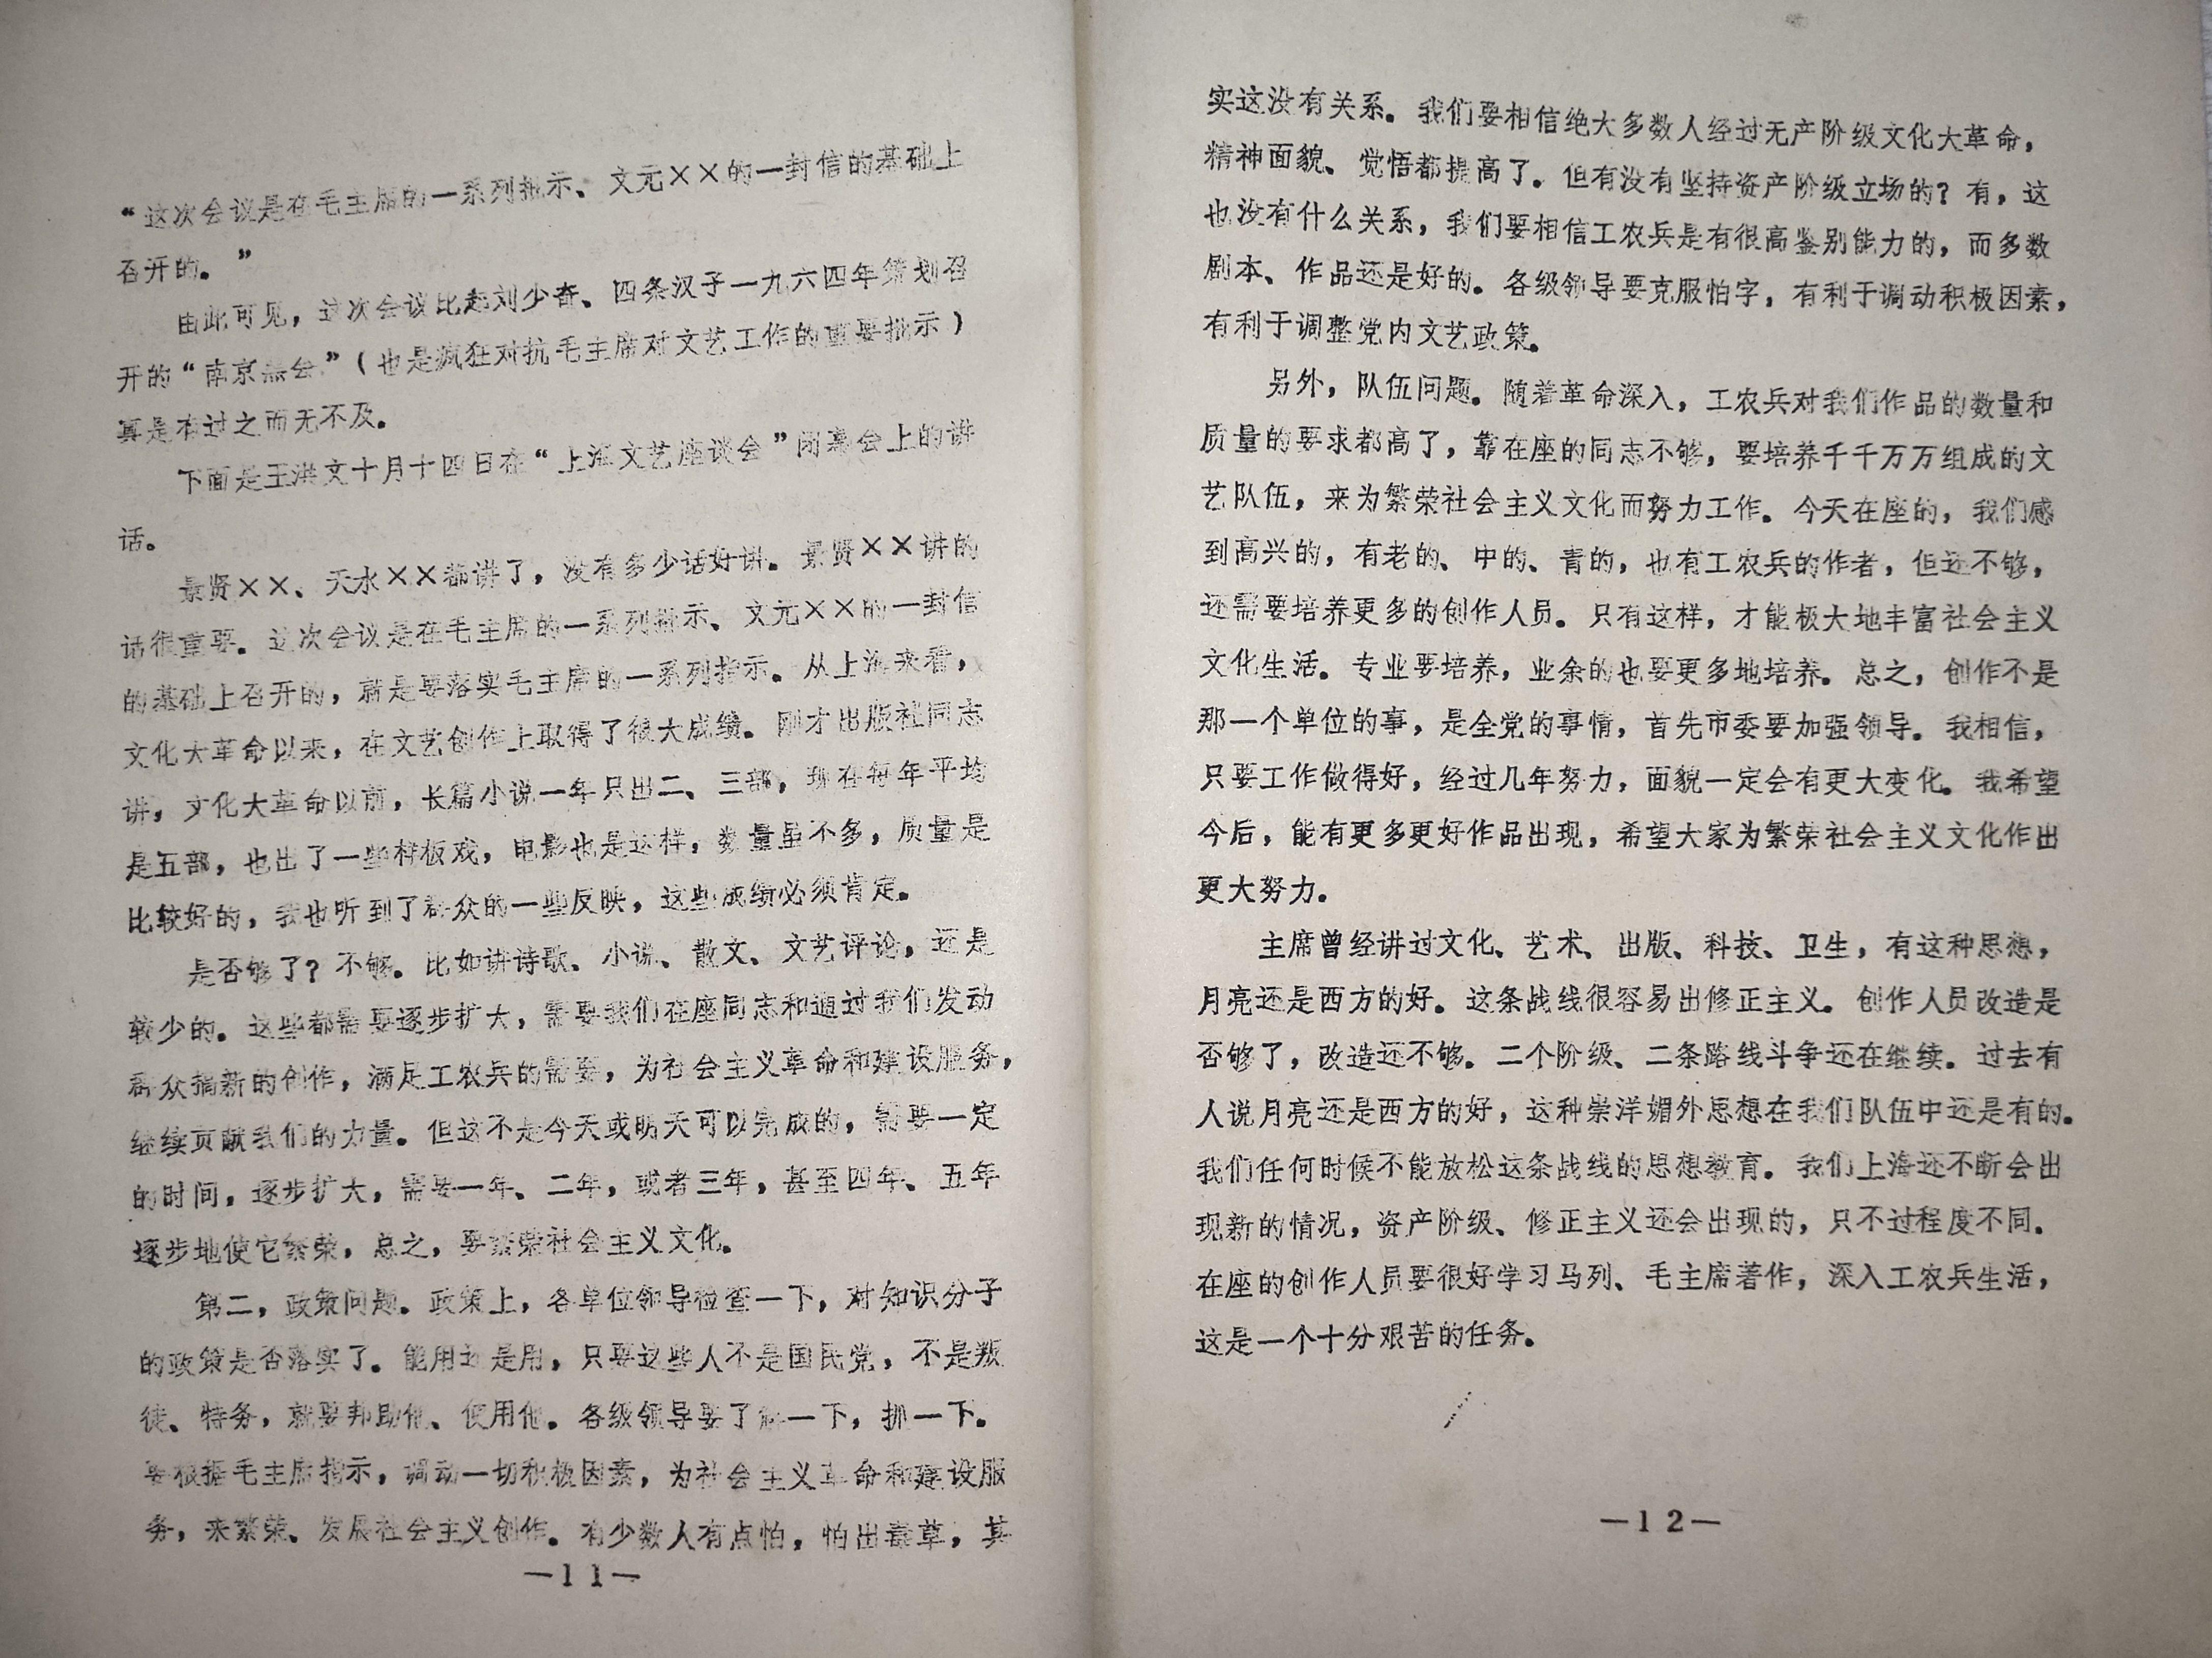 “这次会议是在毛主席的一系列批示、文元××的一封信的基础上
召开的。”
由此可见，这次会议比起刘少奇、四条汉子一九六四年策划召
开的“南京黑会”（也是疯狂对抗毛主席对文艺工作的重要批示）
真是有过之而无不及。
下面是王洪文十月十四日在“上海文艺座谈会”闭幕会上的讲
话。
景贤××、天水××都讲了，没有多少话好讲。景贤××讲的
话很重要。这次会议是在毛主席的一系列批示、文元××的一封信
的基础上召开的，就是要落实毛主席的一系列指示。从上海来看，
文化大革命以来，在文艺创作上取得了很大成绩。刚才出版社同志
讲，文化大革命以前，长篇小说一年只出二、三部，现在每年平均
是五部，也出了一些样板戏，电影也是这样，数量虽不多，质量是
比较好的，我也听到了群众的一些反映，这些成绩必须肯定。
是否够了？不够。比如讲诗歌、小说、散文、文艺评论，还是
较少的。这些都需要逐步扩大，需要我们在座同志和通过我们发动
群众搞新的创作，满足工农兵的需要，为社会主义革命和建设服务，
继续贡献我们的力量。但这不是今天或明天可以完成的，需要一定
的时间，逐步扩大，需要一年、二年，或者三年，甚至四年、五年
逐步地使它繁荣，总之，要繁荣社会主义文化。
第二，政策问题。政策上，各单位领导检查一下，对知识分子
的政策是否落实了。能用还是用，只要这些人不是国民党，不是叛
徒、特务，就要邦助他、使用他。各级领导要了解一下，抓一下。
要根据毛主席指示，调动一切积极因素，为社会主义革命和建设服
务，来繁荣、发展社会主义创作。有少数人有点怕，怕出毒草，其
—11—
实这没有关系。我们要相信绝大多数人经过无产阶级文化大革命，
精神面貌、觉悟都提高了。但有没有坚持资产阶级立场的？有，这
也没有什么关系，我们要相信工农兵是有很高鉴别能力的，而多数
剧本、作品还是好的。各级领导要克服怕字，有利于调动积极因素，
有利于调整党内文艺政策。
另外，队伍问题。随着革命深入，工农兵对我们作品的数量和
质量的要求都高了，靠在座的同志不够，要培养千千万万组成的文
艺队伍，来为繁荣社会主义文化而努力工作。今天在座的，我们感
到高兴的，有老的、中的、青的，也有工农兵的作者，但还不够，
还需要培养更多的创作人员。只有这样，才能极大地丰富社会主义
文化生活。专业要培养，业余的也要更多地培养。总之，创作不是
那一个单位的事，是全党的事情，首先市委要加强领导。我相信，
只要工作做得好，经过几年努力，面貌一定会有更大变化。我希望
今后，能有更多更好作品出现，希望大家为繁荣社会主义文化作出
更大努力。
主席曾经讲过文化、艺术、出版、科技、卫生，有这种思想，
月亮还是西方的好。这条战线很容易出修正主义。创作人员改造是
否够了，改造还不够。二个阶级、二条路线斗争还在继续。过去有
人说月亮还是西方的好，这种崇洋媚外思想在我们队伍中还是有的。
我们任何时候不能放松这条战线的思想教育。我们上海还不断会出
现新的情况，资产阶级、修正主义还会出现的，只不过程度不同。
在座的创作人员要很好学习马列、毛主席著作，深入工农兵生活，
这是一个十分艰苦的任务。
—12—